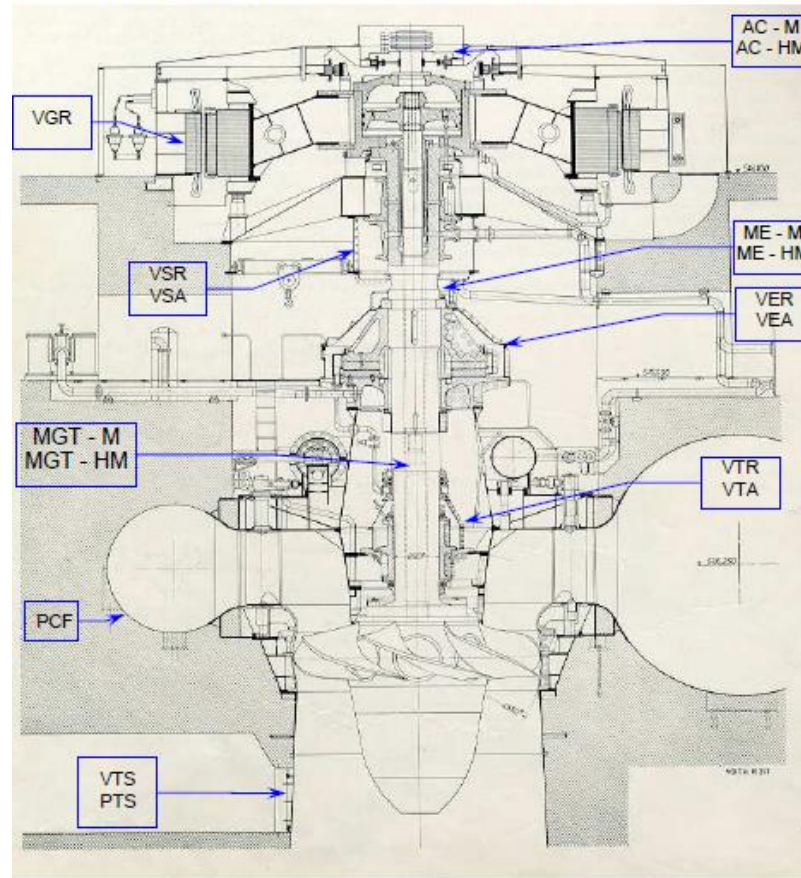 AC - M
AC - HM
VGR
ME - M
ME - HM
VSR
VSA
VER
VEA
MGT - M
MGT - HM
VTR
VTA
PCF
VTS
PTS